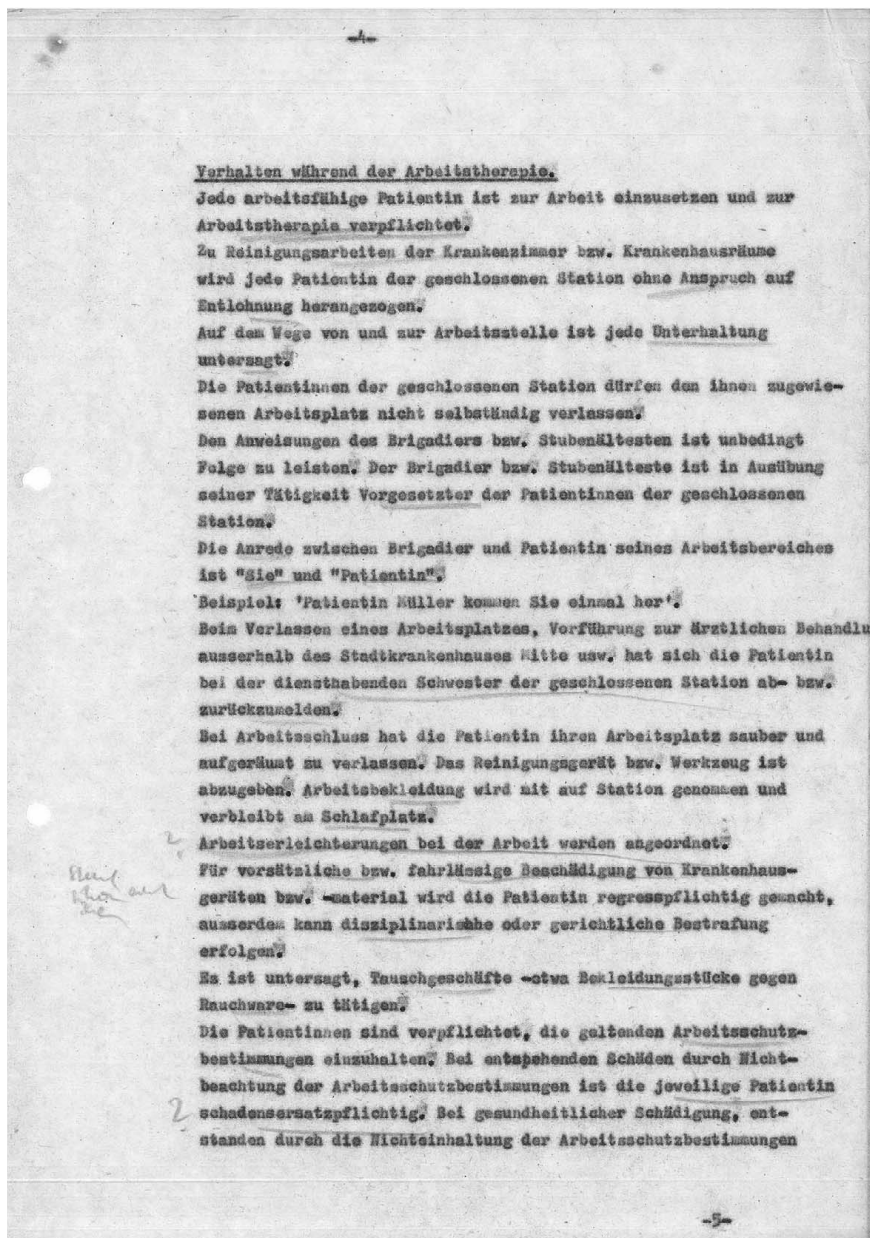 -4-
Verhalten während der Arbeitstherapie.
Jede arbeitsfähige Patientin ist zur Arbeit einzusetzen und zur
Arbeitstherapie verpflichtet.
Zu Reinigungsarbeiten der Krankenzimmer bzw. Krankenhausräume
wird jede Patientin der geschlossenen Station ohne Anspruch auf
Entlohnung herangezogen.
Auf dem Wege von und zur Arbeitsstelle ist jede Unterhaltung
untersagt.
Die Patientinnen der geschlossenen Station dürfen den ihnen zugewie-
senen Arbeitsplatz nicht selbständig verlassen.
Den Anweisungen des Brigadiers bzw. Stubenältesten ist unbedingt
Folge zu leisten. Der Brigadier bzw. Stubenälteste ist in Ausübung
seiner Tätigkeit Vorgesetzter der Patientinnen der geschlossenen
Station.
Die Anrede zwischen Brigadier und Patientin seines Arbeitsbereiches
ist "Sie" und "Patientin".
Beispiel: 'Patientin Müller kommen Sie einmal her'.
Beim Verlassen eines Arbeitsplatzes, Vorführung zur ärztlichen Behandlu
ausserhalb des Stadtkrankenhauses Mitte usw. hat sich die Patientin
bei der diensthabenden Schwester der geschlossenen Station ab- bzw.
zurückzumelden.
Bei Arbeitsschluss hat die Patientin ihren Arbeitsplatz sauber und
aufgeräumt zu verlassen. Das Reinigungsgerät bzw. Werkzeug ist
abzugeben. Arbeitsbekleidung wird mit auf Station genommen und
verbleibt am Schlafplatz.
? Arbeitserleichterungen bei der Arbeit werden angeordnet.
Für vorsätzliche bzw. fahrlässige Beschädigung von Krankenhaus-
geräten bzw. -material wird die Patientin regresspflichtig gemacht,
ausserdem kann disziplinarishhe oder gerichtliche Bestrafung
erfolgen.
Es ist untersagt, Tauschgeschäfte -etwa Bekleidungsstücke gegen
Rauchware- zu tätigen.
Die Patientinnen sind verpflichtet, die geltenden Arbeitsschutz-
bestimmungen einzuhalten. Bei entspehenden Schäden durch Nicht-
beachtung der Arbeitsschutzbestimmungen ist die jeweilige Patientin
? schadensersatzpflichtig. Bei gesundheitlicher Schädigung, ent-
standen durch die Nichteinhaltung der Arbeitsschutzbestimmungen
-5-